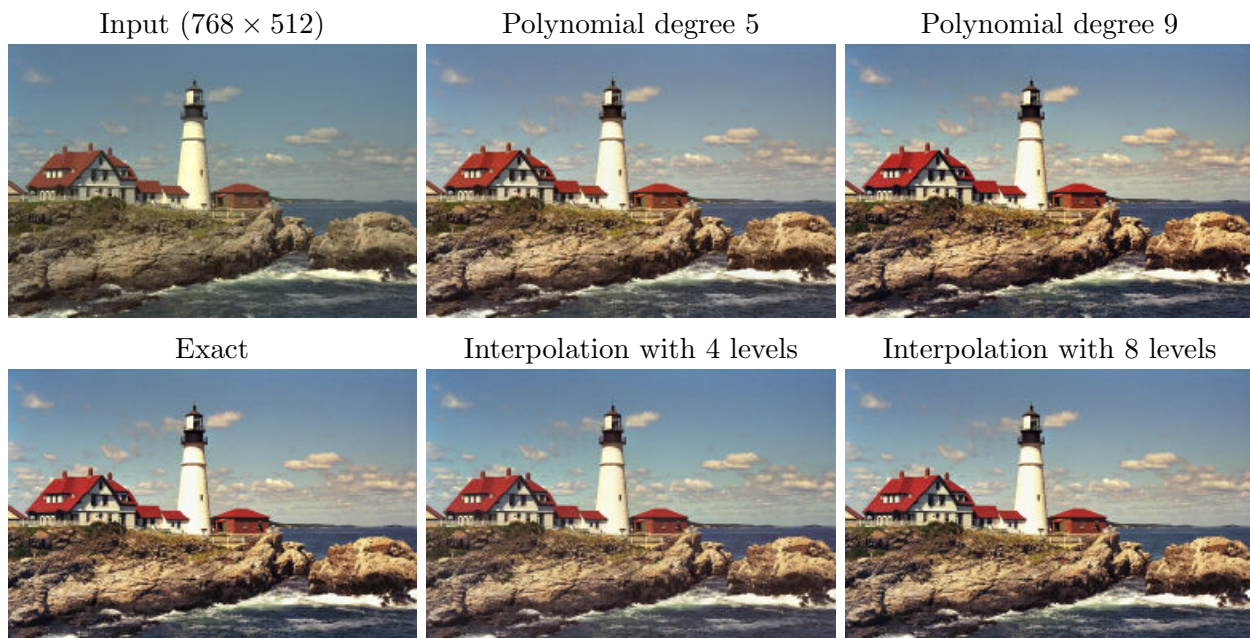 Input (768 × 512)
Polynomial degree 5
Polynomial degree 9
Exact
Interpolation with 4 levels
Interpolation with 8 levels